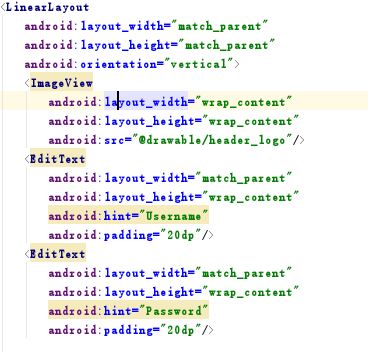 <LinearLayout
android:layout_width="match_parent"
android:layout_height="match_parent"
android:orientation="vertical">
<ImageView
android:layout_width="wrap_content"
android:layout_height="wrap_content"
android:src="@drawable/header_logo"/>
<EditText
android:layout_width="match_parent"
android:layout_height="wrap_content"
android:hint="Username"
android:padding="20dp"/>
<EditText
android:layout_width="match_parent"
android:layout_height="wrap_content"
android:hint="Password"
android:padding="20dp"/>